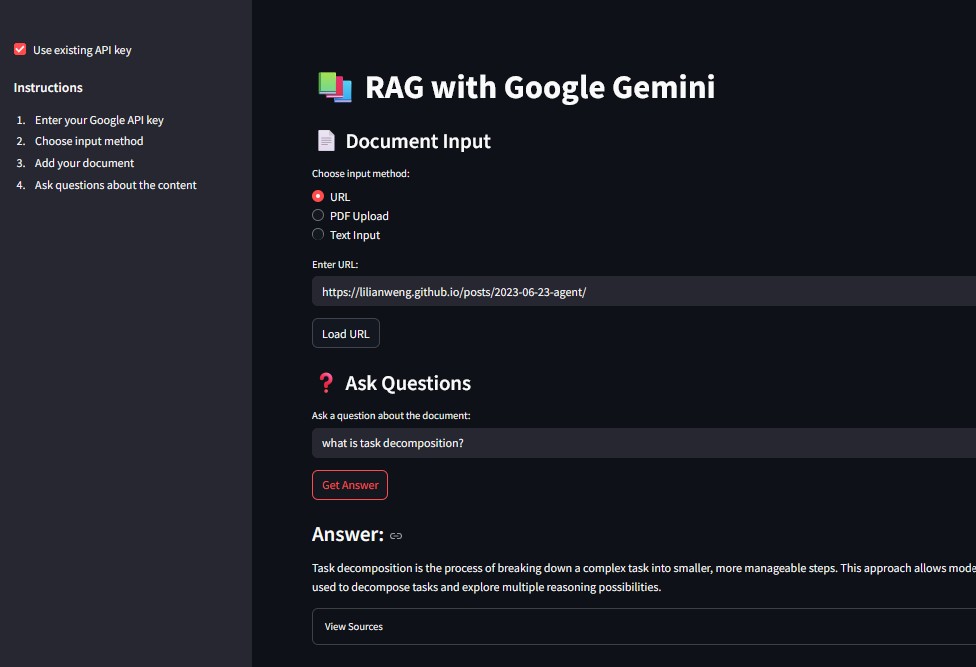 Use existing API key
Instructions
1. Enter your Google API key
2. Choose input method
3. Add your document
4. Ask questions about the content
RAG with Google Gemini
Document Input
Choose input method:
URL
PDF Upload
Text Input
Enter URL:
https://lilianweng.github.io/posts/2023-06-23-agent/
Load URL
Ask Questions
Ask a question about the document:
what is task decomposition?
Get Answer
Answer:
Task decomposition is the process of breaking down a complex task into smaller, more manageable steps. This approach allows mode
used to decompose tasks and explore multiple reasoning possibilities.
View Sources